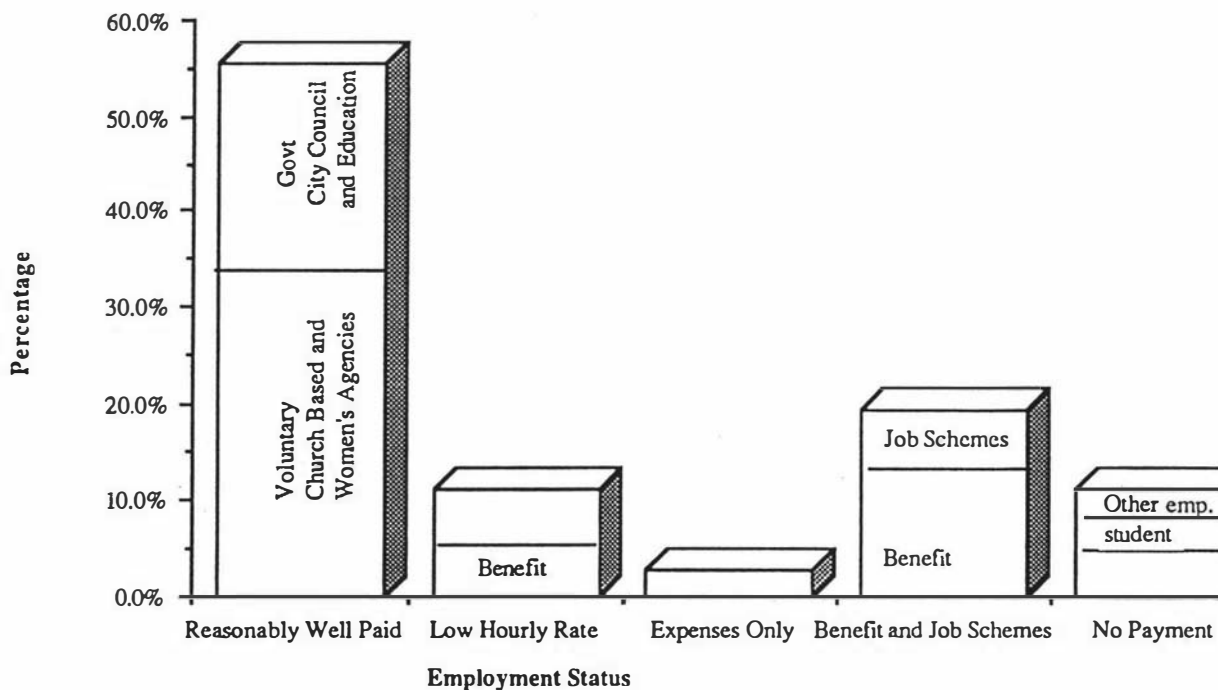 60.0%
50.0%
40.0%
30.0%
20.0%
10.0%
0.0%
Percentage
Govt
City Council
and Education
Voluntary
Church Based and
Women's Agencies
Benefit
Job Schemes
Benefit
Other emp.
student
Reasonably Well Paid
Low Hourly Rate
Expenses Only
Benefit and Job Schemes
No Payment
Employment Status